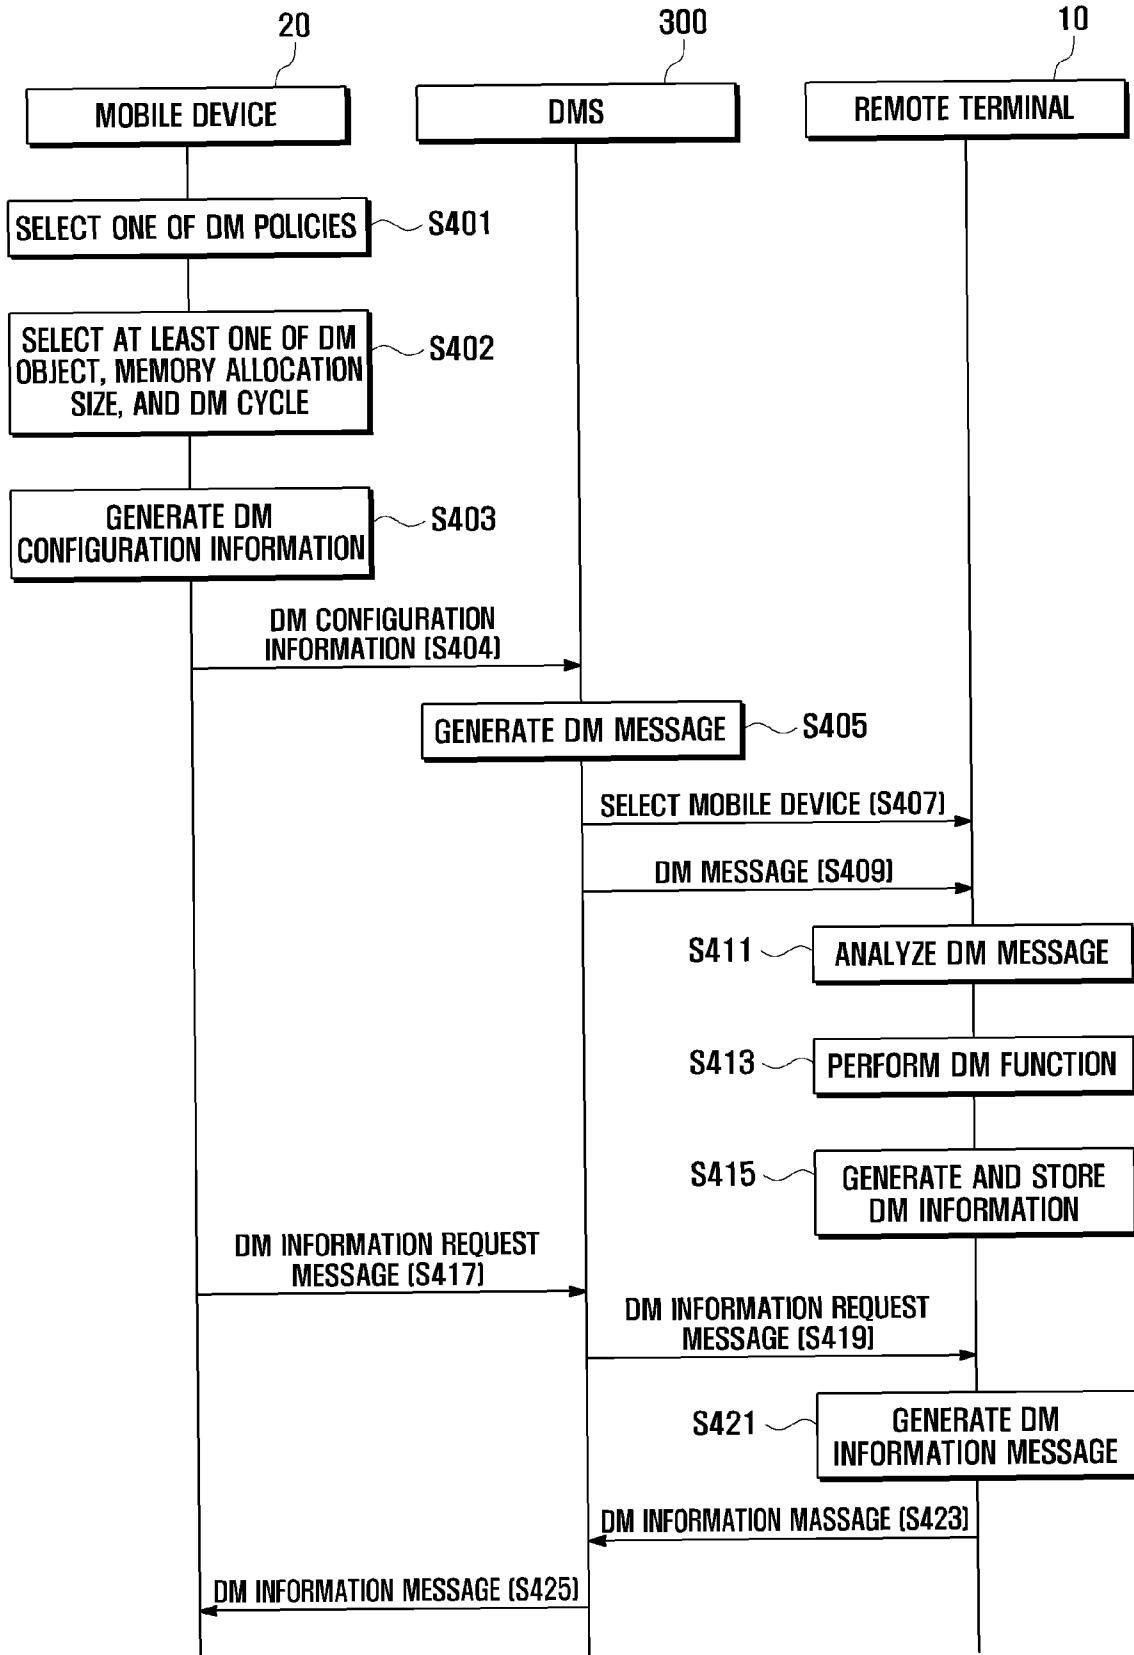 20
300
10
MOBILE DEVICE
DMS
REMOTE TERMINAL
SELECT ONE OF DM POLICIES
S401
SELECT AT LEAST ONE OF DM
OBJECT, MEMORY ALLOCATION
SIZE, AND DM CYCLE
S402
GENERATE DM
CONFIGURATION INFORMATION
S403
DM CONFIGURATION
INFORMATION (S404)
GENERATE DM MESSAGE
S405
SELECT MOBILE DEVICE (S407)
DM MESSAGE (S409)
S411
ANALYZE DM MESSAGE
S413
PERFORM DM FUNCTION
S415
GENERATE AND STORE
DM INFORMATION
DM INFORMATION REQUEST
MESSAGE (S417)
DM INFORMATION REQUEST
MESSAGE (S419)
S421
GENERATE DM
INFORMATION MESSAGE
DM INFORMATION MASSAGE (S423)
DM INFORMATION MESSAGE (S425)